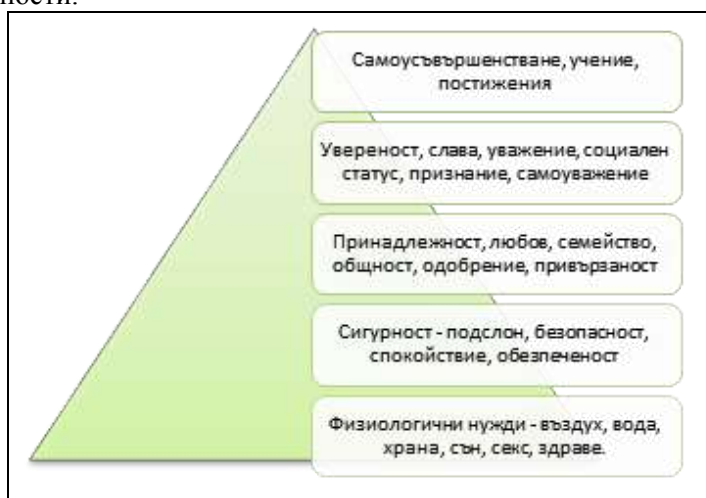 ности.
Самоусъвършенстване, учение,
постижения
Увереност, слава, уважение, социален
статус, признание, самоуважение
Принадлежност, любов, семейство,
общност, одобрение, привързаност
Сигурност - подслон, безопасност,
спокойствие, обезпеченост
Физиологични нужди - въздух, вода,
храна, сън, секс, здраве.